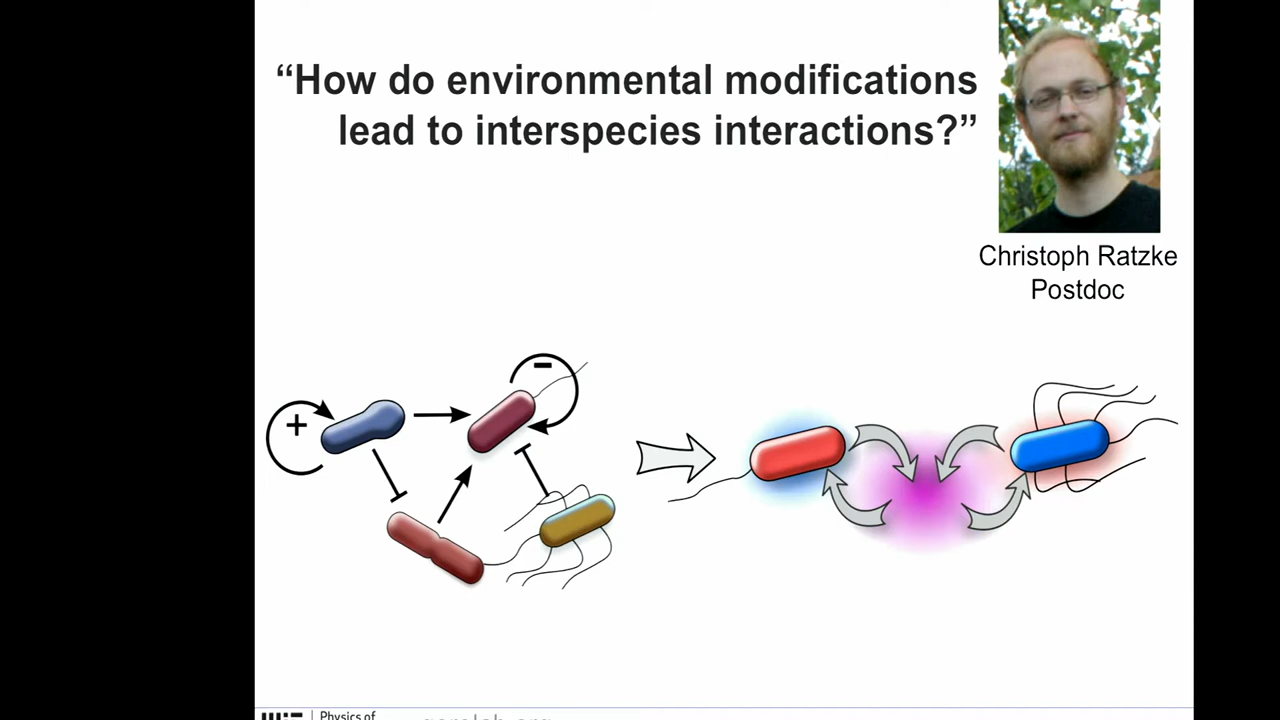 “How do environmental modifications
lead to interspecies interactions?”
Christoph Ratzke
Postdoc
+
-
Physics of